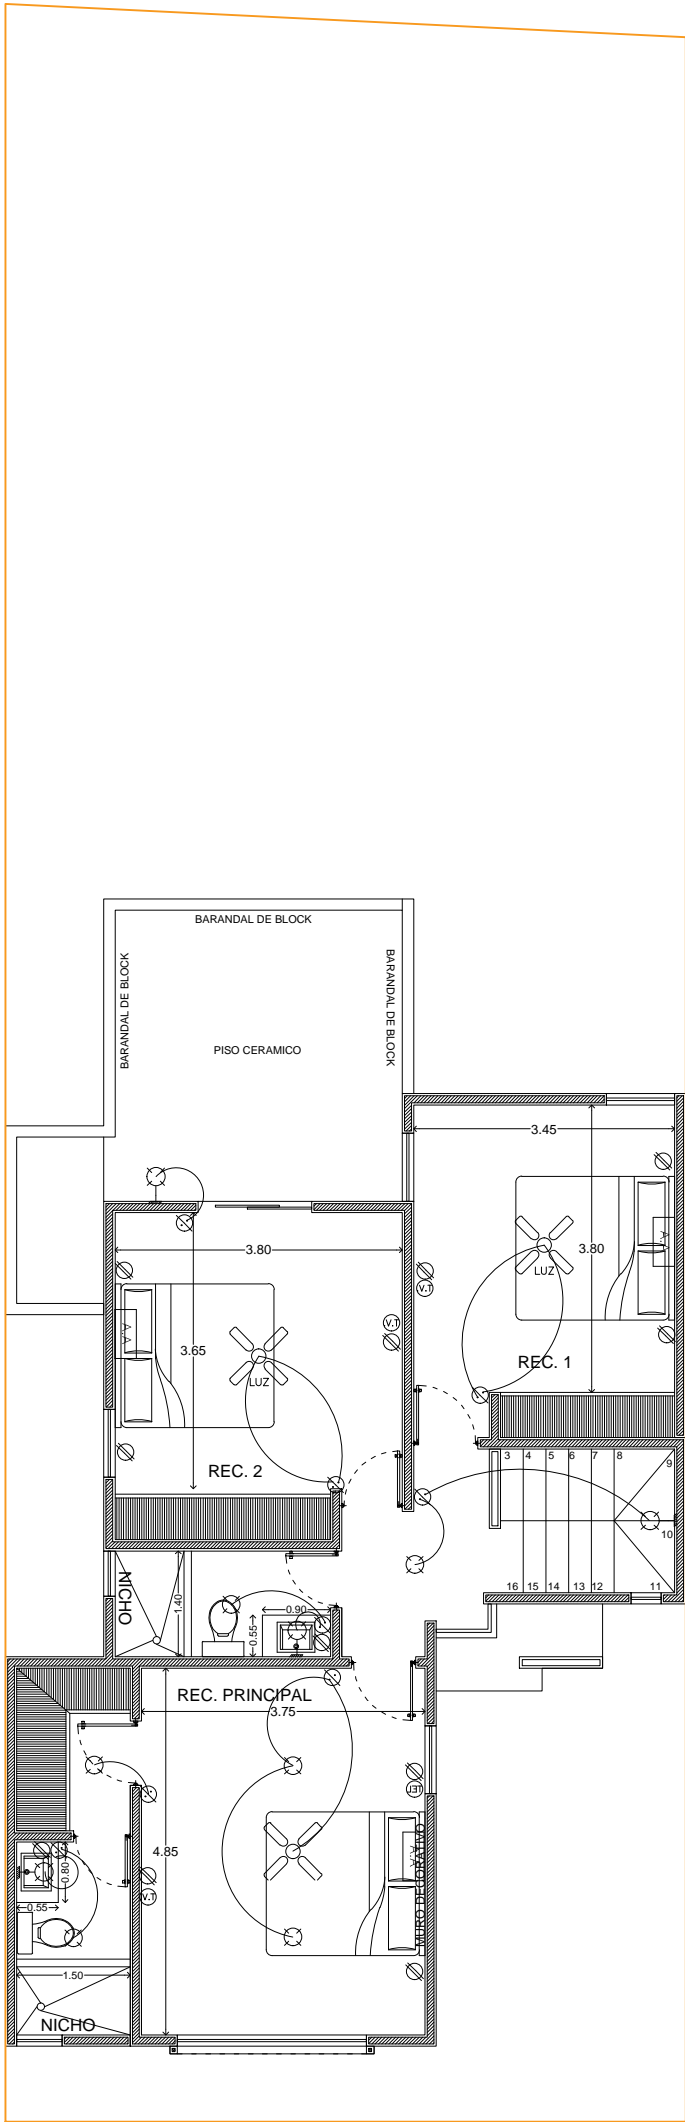 BARANDAL DE BLOCK
BARANDAL DE BLOCK
BARANDAL DE BLOCK
PISO CERAMICO
3.45
3.80
LUZ
A.A
V.T
REC. 1
3.80
3.65
LUZ
A.A
V.T
REC. 2
3
4
5
6
7
8
9
10
16
15
14
13
12
11
NICHO
1.40
0.90
0.55
REC. PRINCIPAL
3.75
TEL
4.85
MURO DECORATIVO
A.A
V.T
0.80
0.55
1.50
NICHO